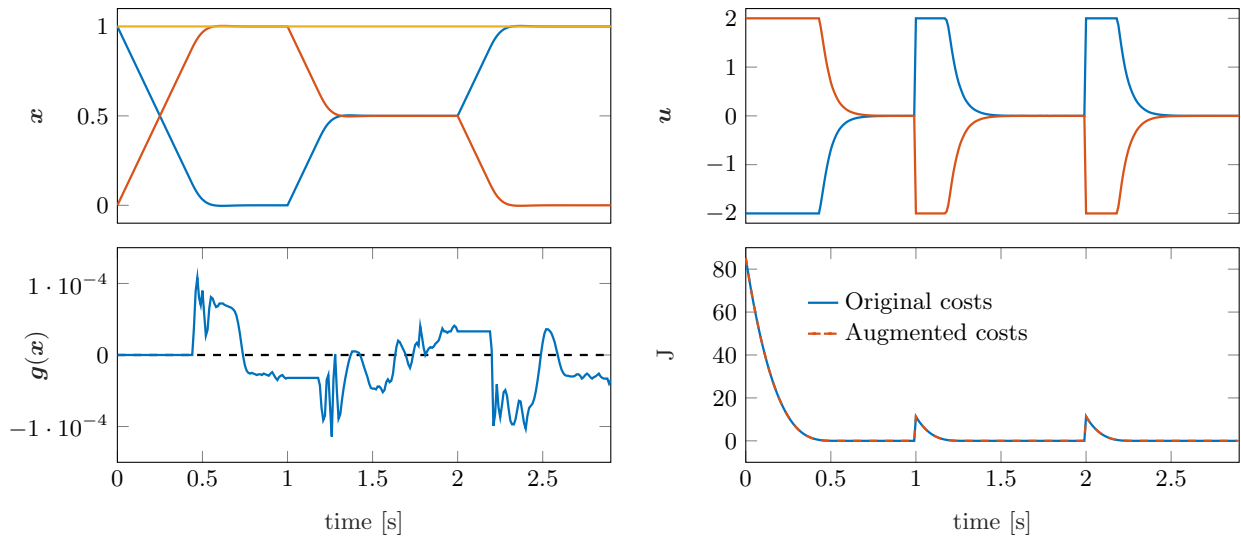 1
0.5
0
x
2
1
0
−1
−2
u
1 · 10⁻⁴
0
−1 · 10⁻⁴
g(x)
0 0.5 1 1.5 2 2.5
time [s]
80
60
40
20
0
J
Original costs
Augmented costs
0 0.5 1 1.5 2 2.5
time [s]